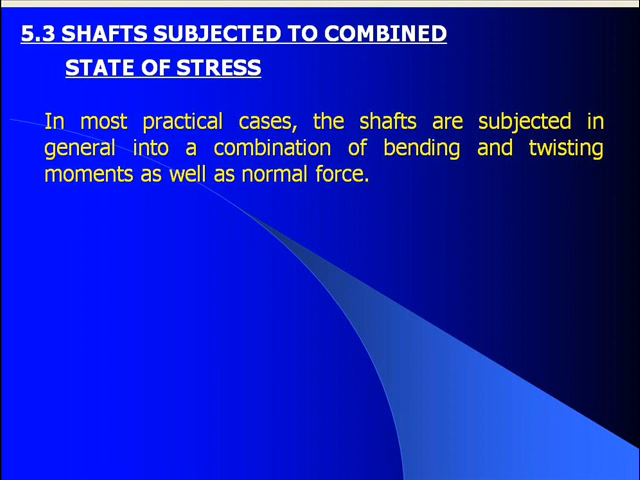 5.3 SHAFTS SUBJECTED TO COMBINED
STATE OF STRESS
In most practical cases, the shafts are subjected in
general into a combination of bending and twisting
moments as well as normal force.